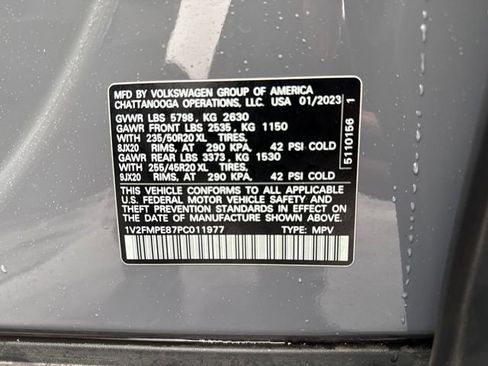 MFD BY VOLKSWAGEN GROUP OF AMERICA
CHATTANOOGA OPERATIONS, LLC. USA 01/2023
GVWR LBS 5798, KG 2630
GAWR FRONT LBS 2535, KG 1150
WITH 235/50R20 XL TIRES,
8JX20 RIMS, AT 290 KPA, 42 PSI COLD
GAWR REAR LBS 3373, KG 1530
WITH 255/45R20 XL TIRES,
9JX20 RIMS, AT 290 KPA, 42 PSI COLD
THIS VEHICLE CONFORMS TO ALL APPLICABLE
U.S. FEDERAL MOTOR VEHICLE SAFETY AND
THEFT PREVENTION STANDARDS IN EFFECT ON
THE DATE OF MANUFACTURE SHOWN ABOVE
1V2FMPE87PC011977 TYPE: MPV
5110156 1